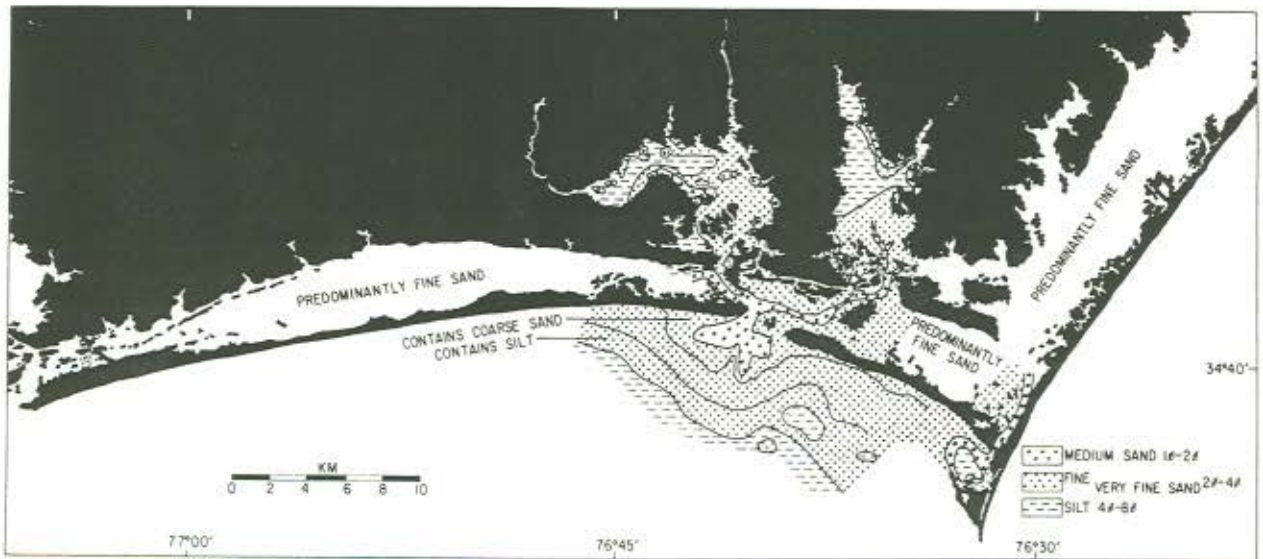 PREDOMINANTLY FINE SAND
PREDOMINANTLY FINE SAND
PREDOMINANTLY
FINE SAND
CONTAINS COARSE SAND
CONTAINS SILT
34°40'
KM
0 2 4 6 8 10
MEDIUM SAND 1ø-2ø
FINE
VERY FINE SAND 2ø-4ø
SILT 4ø-8ø
77°00'
76°45'
76°30'